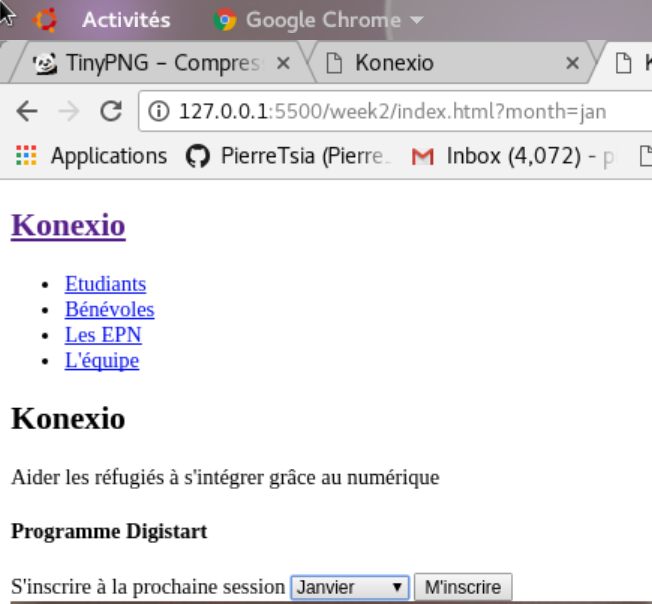 Activités Google Chrome
TinyPNG – Compres Konexio K
127.0.0.1:5500/week2/index.html?month=jan
Applications PierreTsia (Pierre Inbox (4,072) - p
Konexio
Etudiants
Bénévoles
Les EPN
L'équipe
Konexio
Aider les réfugiés à s'intégrer grâce au numérique
Programme Digistart
S'inscrire à la prochaine session Janvier M'inscrire